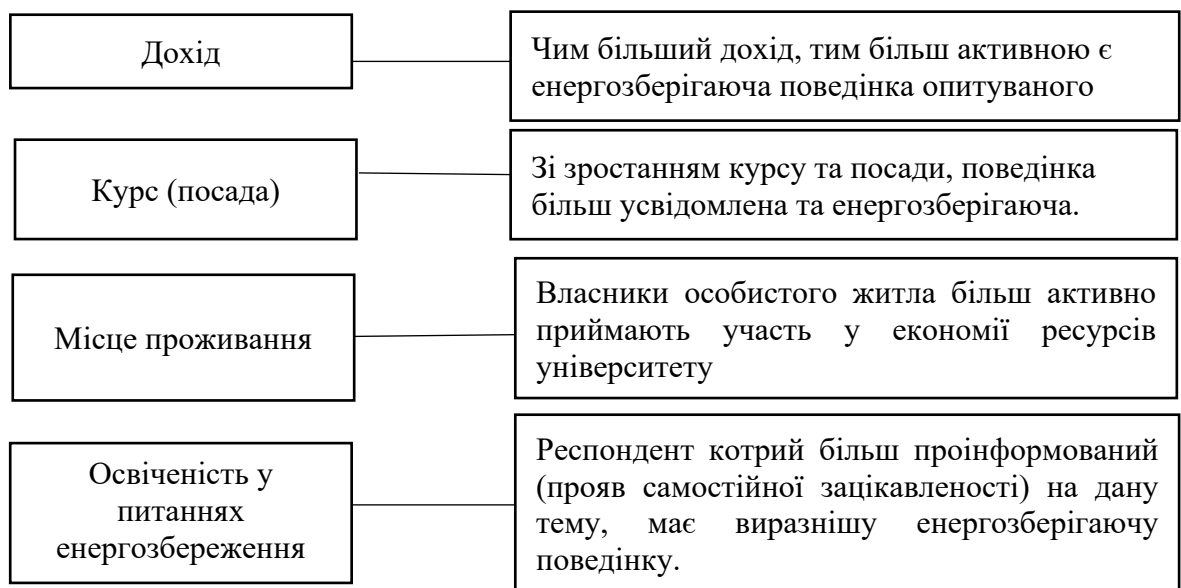 Дохід
Чим більший дохід, тим більш активною є
енергозберігаюча поведінка опитуваного
Курс (посада)
Зі зростанням курсу та посади, поведінка
більш усвідомлена та енергозберігаюча.
Місце проживання
Власники особистого житла більш активно
приймають участь у економії ресурсів
університету
Освіченість у
питаннях
енергозбереження
Респондент котрий більш проінформований
(прояв самостійної зацікавленості) на дану
тему, має виразнішу енергозберігаючу
поведінку.